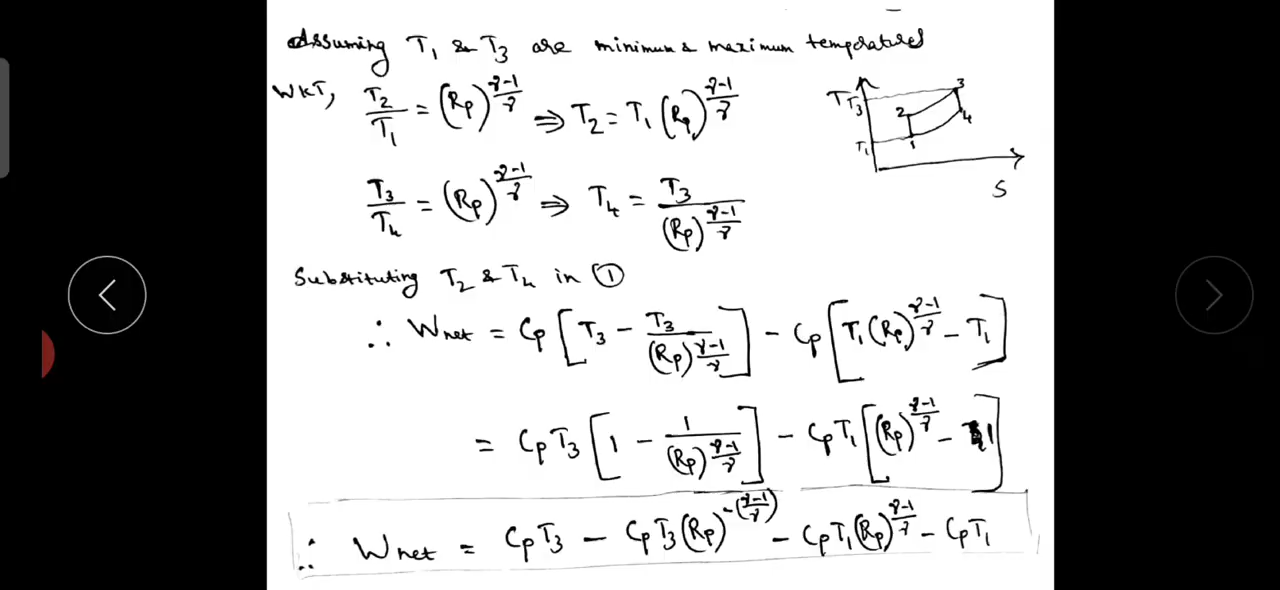 Assuming T₁ & T₃ are minimum & maximum temperatures
WKT, T₂/T₁ = (Rp)^((γ-1)/γ) ⇒ T₂ = T₁(Rp)^((γ-1)/γ)
T T₃ 2 3 4 T₁ 1 S
T₃/T₄ = (Rp)^((γ-1)/γ) ⇒ T₄ = T₃/(Rp)^((γ-1)/γ)
Substituting T₂ & T₄ in ①
∴ Wnet = Cp[T₃ - T₃/(Rp)^((γ-1)/γ)] - Cp[T₁(Rp)^((γ-1)/γ) - T₁]
= CpT₃[1 - 1/(Rp)^((γ-1)/γ)] - CpT₁[(Rp)^((γ-1)/γ) - 1]
∴ Wnet = CpT₃ - CpT₃(Rp)^(-((γ-1)/γ)) - CpT₁(Rp)^((γ-1)/γ) - CpT₁